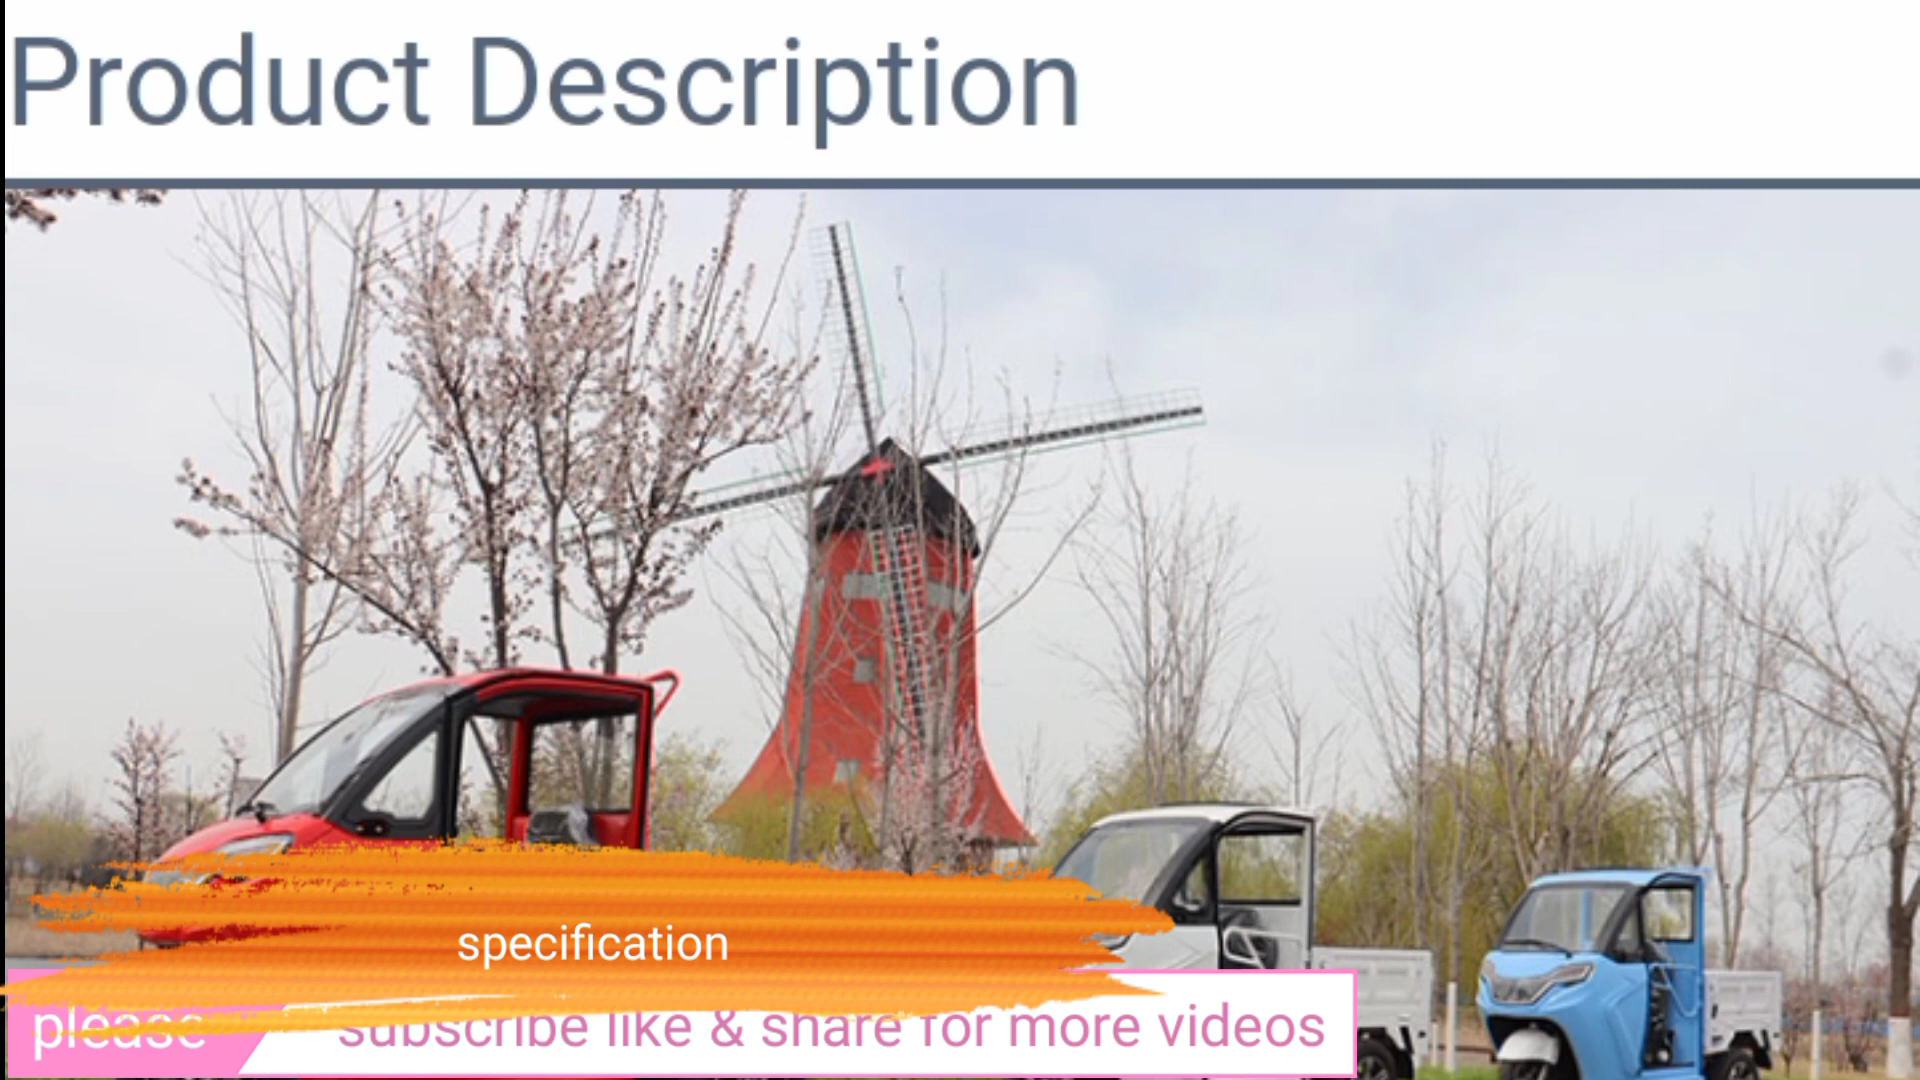 Product Description
specification
please
subscribe like & share for more videos